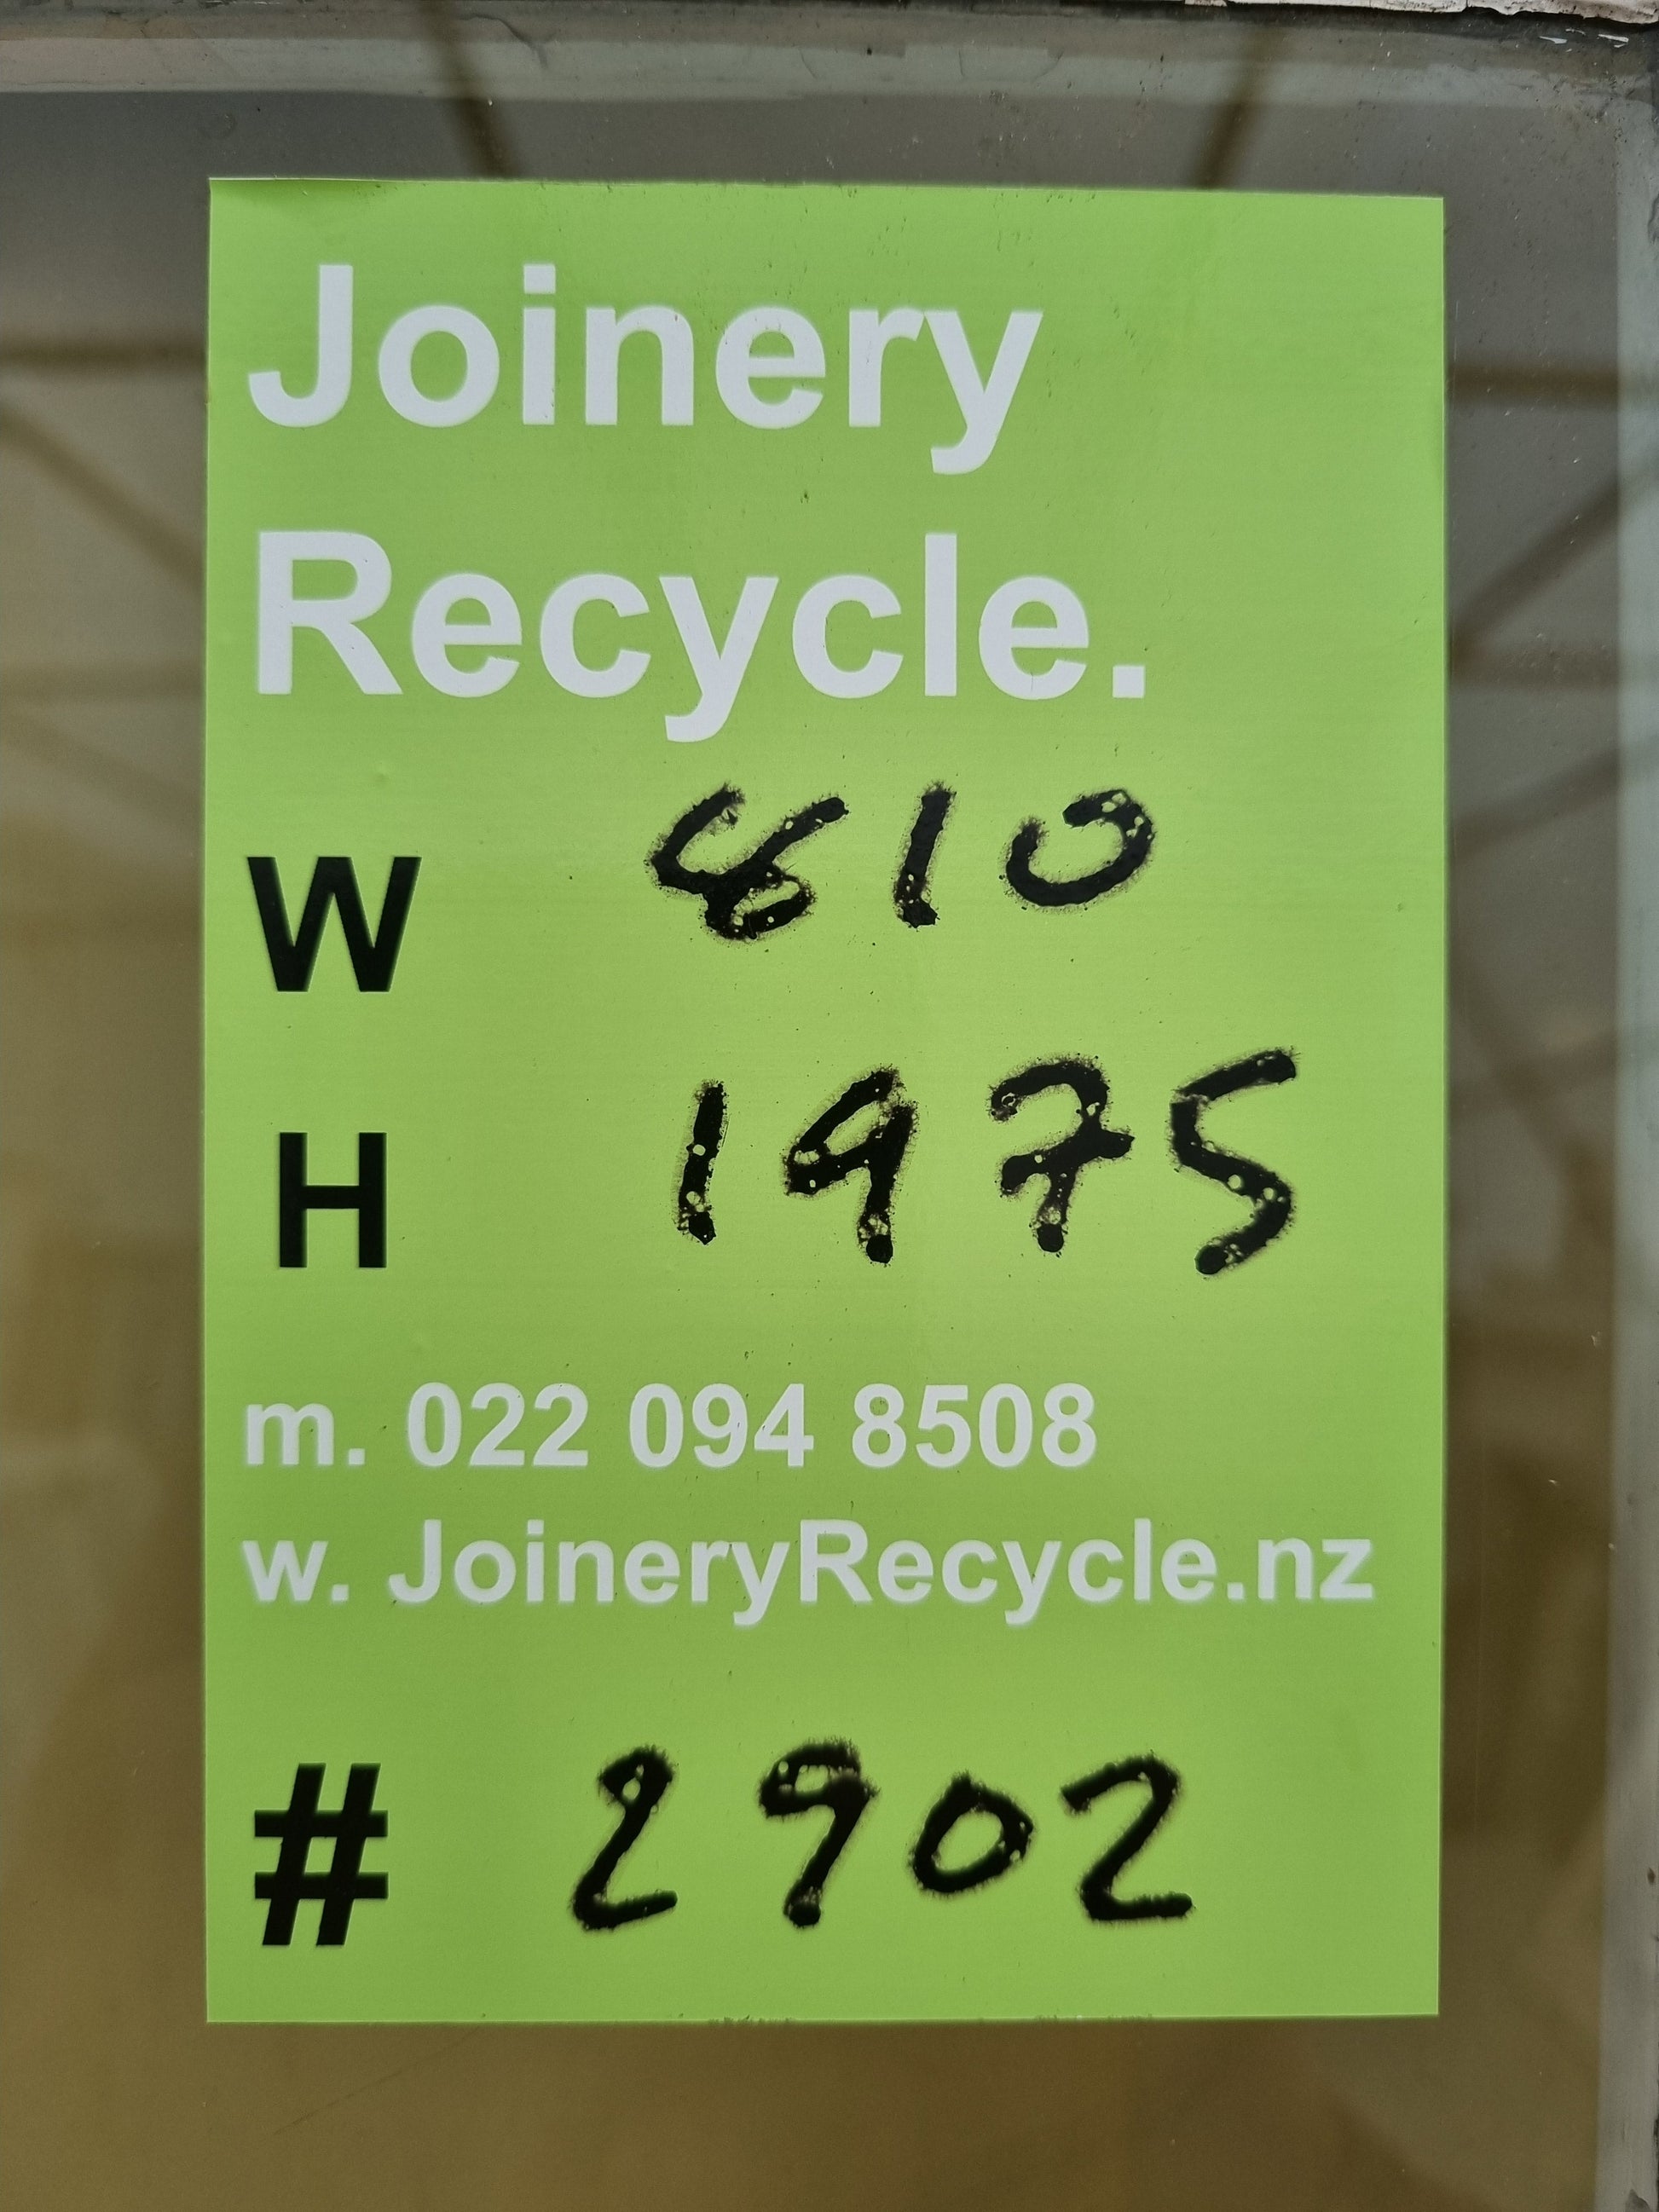 Joinery
Recycle.
W 810
H 1975
m. 022 094 8508
w. JoineryRecycle.nz
# 2902